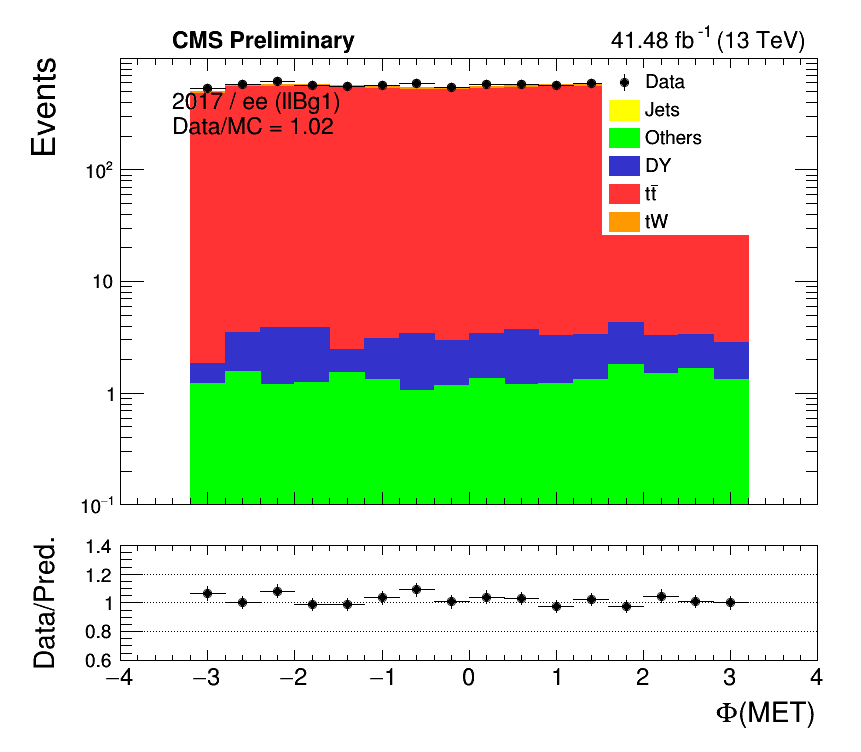 CMS Preliminary
41.48 fb⁻¹ (13 TeV)
Events
2017 / ee (llBg1)
Data/MC = 1.02
Data
Jets
Others
DY
tt̄
tW
10²
10
1
10⁻¹
Data/Pred.
1.4
1.2
1
0.8
0.6
−4 −3 −2 −1 0 1 2 3 4
Φ(MET)